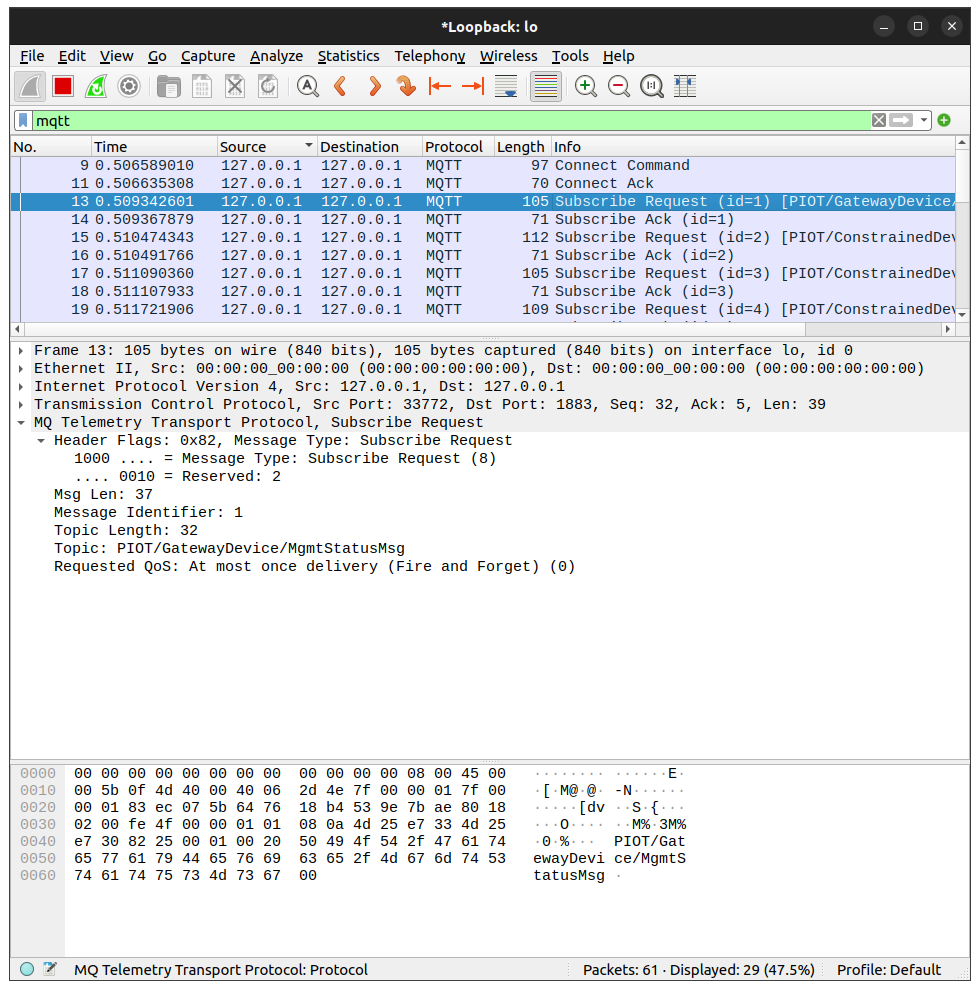 *Loopback: lo
File Edit View Go Capture Analyze Statistics Telephony Wireless Tools Help
mqtt
No. Time Source Destination Protocol Length Info
9 0.506589010 127.0.0.1 127.0.0.1 MQTT 97 Connect Command
11 0.506635308 127.0.0.1 127.0.0.1 MQTT 70 Connect Ack
13 0.509342601 127.0.0.1 127.0.0.1 MQTT 105 Subscribe Request (id=1) [PIOT/GatewayDevice/
14 0.509367879 127.0.0.1 127.0.0.1 MQTT 71 Subscribe Ack (id=1)
15 0.510474343 127.0.0.1 127.0.0.1 MQTT 112 Subscribe Request (id=2) [PIOT/ConstrainedDev
16 0.510491766 127.0.0.1 127.0.0.1 MQTT 71 Subscribe Ack (id=2)
17 0.511090360 127.0.0.1 127.0.0.1 MQTT 105 Subscribe Request (id=3) [PIOT/ConstrainedDev
18 0.511107933 127.0.0.1 127.0.0.1 MQTT 71 Subscribe Ack (id=3)
19 0.511721906 127.0.0.1 127.0.0.1 MQTT 109 Subscribe Request (id=4) [PIOT/ConstrainedDev
Frame 13: 105 bytes on wire (840 bits), 105 bytes captured (840 bits) on interface lo, id 0
Ethernet II, Src: 00:00:00_00:00:00 (00:00:00:00:00:00), Dst: 00:00:00_00:00:00 (00:00:00:00:00:00)
Internet Protocol Version 4, Src: 127.0.0.1, Dst: 127.0.0.1
Transmission Control Protocol, Src Port: 33772, Dst Port: 1883, Seq: 32, Ack: 5, Len: 39
MQ Telemetry Transport Protocol, Subscribe Request
Header Flags: 0x82, Message Type: Subscribe Request
1000 .... = Message Type: Subscribe Request (8)
.... 0010 = Reserved: 2
Msg Len: 37
Message Identifier: 1
Topic Length: 32
Topic: PIOT/GatewayDevice/MgmtStatusMsg
Requested QoS: At most once delivery (Fire and Forget) (0)
0000 00 00 00 00 00 00 00 00 00 00 00 00 08 00 45 00 ········ ······E·
0010 00 5b 0f 4d 40 00 40 06 2d 4e 7f 00 00 01 7f 00 ·[·M@·@· -N······
0020 00 01 83 ec 07 5b 64 76 18 b4 53 9e 7b ae 80 18 ·····[dv ··S·{···
0030 02 00 fe 4f 00 00 01 01 08 0a 4d 25 e7 33 4d 25 ···O···· ··M%·3M%
0040 e7 30 82 25 00 01 00 20 50 49 4f 54 2f 47 61 74 ·0·%··· PIOT/Gat
0050 65 77 61 79 44 65 76 69 63 65 2f 4d 67 6d 74 53 ewayDevi ce/MgmtS
0060 74 61 74 75 73 4d 73 67 00 tatusMsg ·
MQ Telemetry Transport Protocol: Protocol Packets: 61 · Displayed: 29 (47.5%) Profile: Default